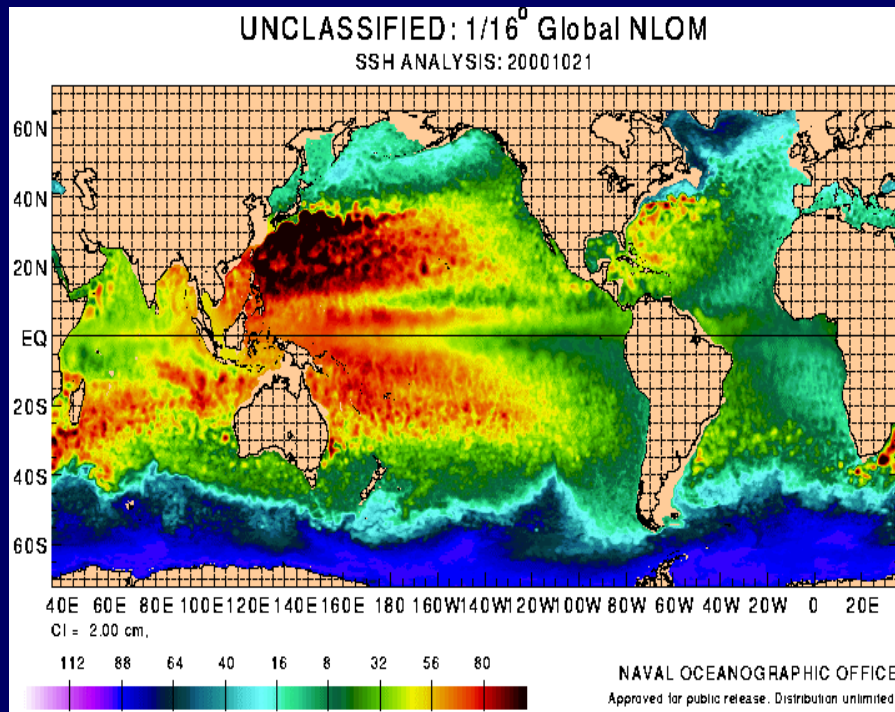 UNCLASSIFIED: 1/16° Global NLOM
SSH ANALYSIS: 20001021
60N
40N
20N
EQ
20S
40S
60S
40E 60E 80E 100E 120E 140E 160E 180 160W 140W 120W 100W 80W 60W 40W 20W 0 20E
CI = 2.00 cm,
112 88 64 40 16 8 32 56 80
NAVAL OCEANOGRAPHIC OFFICE
Approved for public release. Distribution unlimited